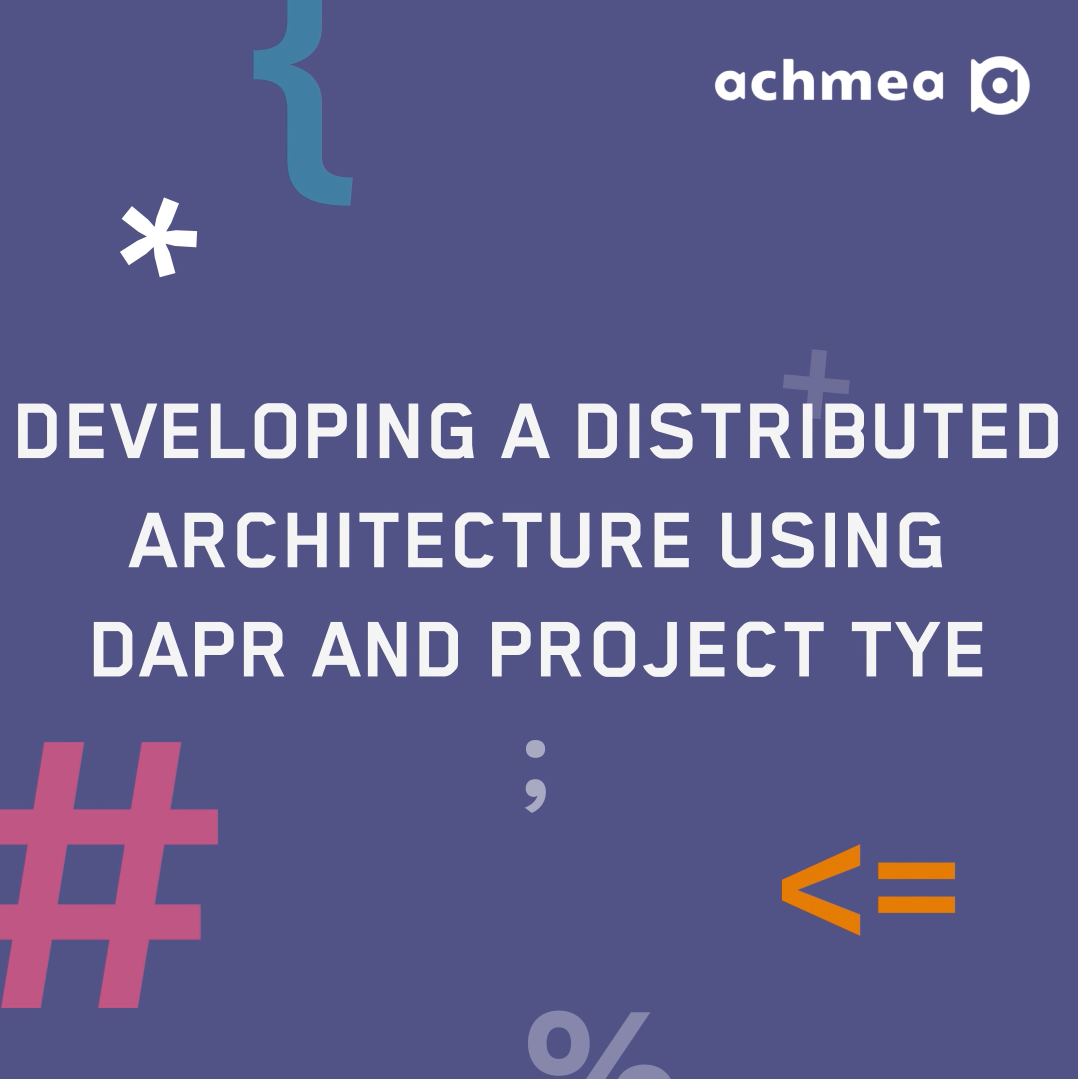 {
achmea
*
+
DEVELOPING A DISTRIBUTED
ARCHITECTURE USING
DAPR AND PROJECT TYE
;
#
<=
%